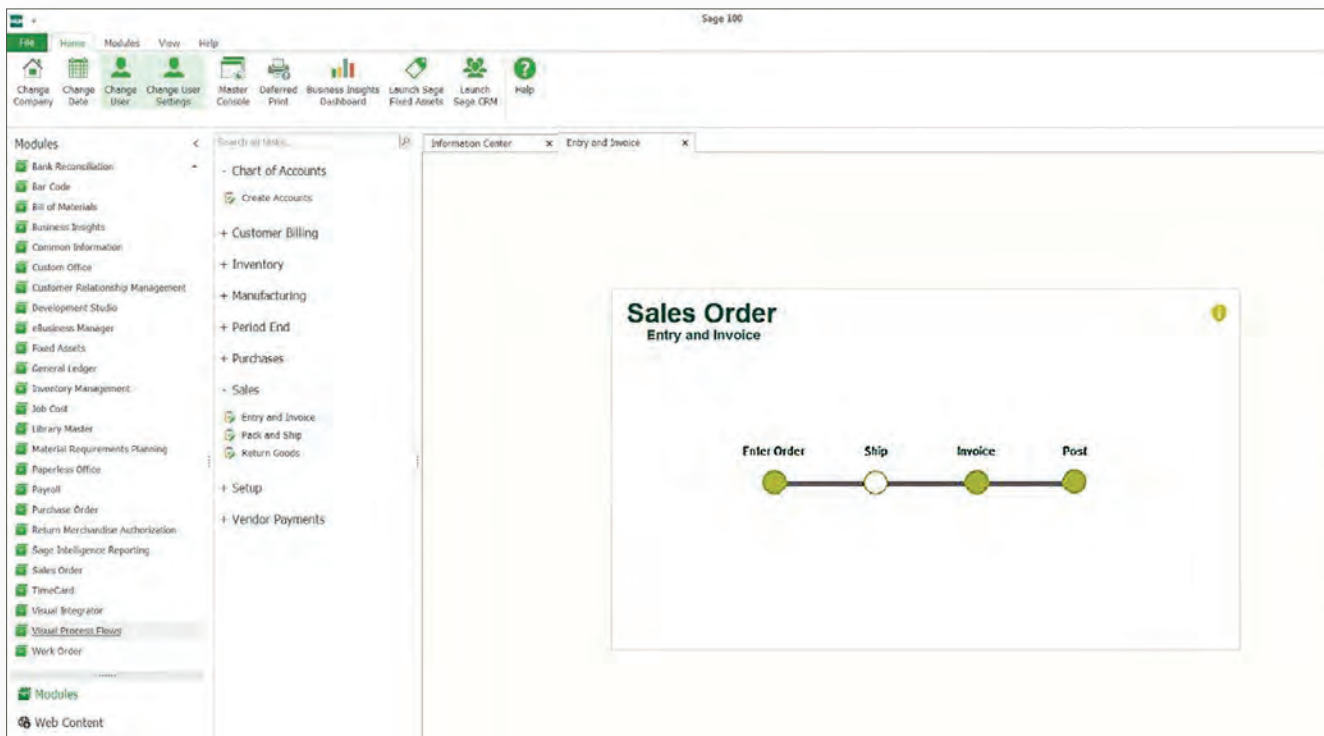 Sage 100
File Home Modules View Help
Change Company
Change Date
Change User
Change User Settings
Master Console
Deferred Print
Business Insights Dashboard
Launch Sage Fixed Assets
Launch Sage CRM
Help
Modules
Bank Reconciliation
Bar Code
Bill of Materials
Business Insights
Common Information
Custom Office
Customer Relationship Management
Development Studio
eBusiness Manager
Fixed Assets
General Ledger
Inventory Management
Job Cost
Library Master
Material Requirements Planning
Paperless Office
Payroll
Purchase Order
Return Merchandise Authorization
Sage Intelligence Reporting
Sales Order
TimeCard
Visual Integrator
Visual Process Flows
Work Order
Modules
Web Content
Search all tasks...
- Chart of Accounts
Create Accounts
+ Customer Billing
+ Inventory
+ Manufacturing
+ Period End
+ Purchases
- Sales
Entry and Invoice
Pack and Ship
Return Goods
+ Setup
+ Vendor Payments
Information Center x Entry and Invoice x
Sales Order
Entry and Invoice
Enter Order Ship Invoice Post